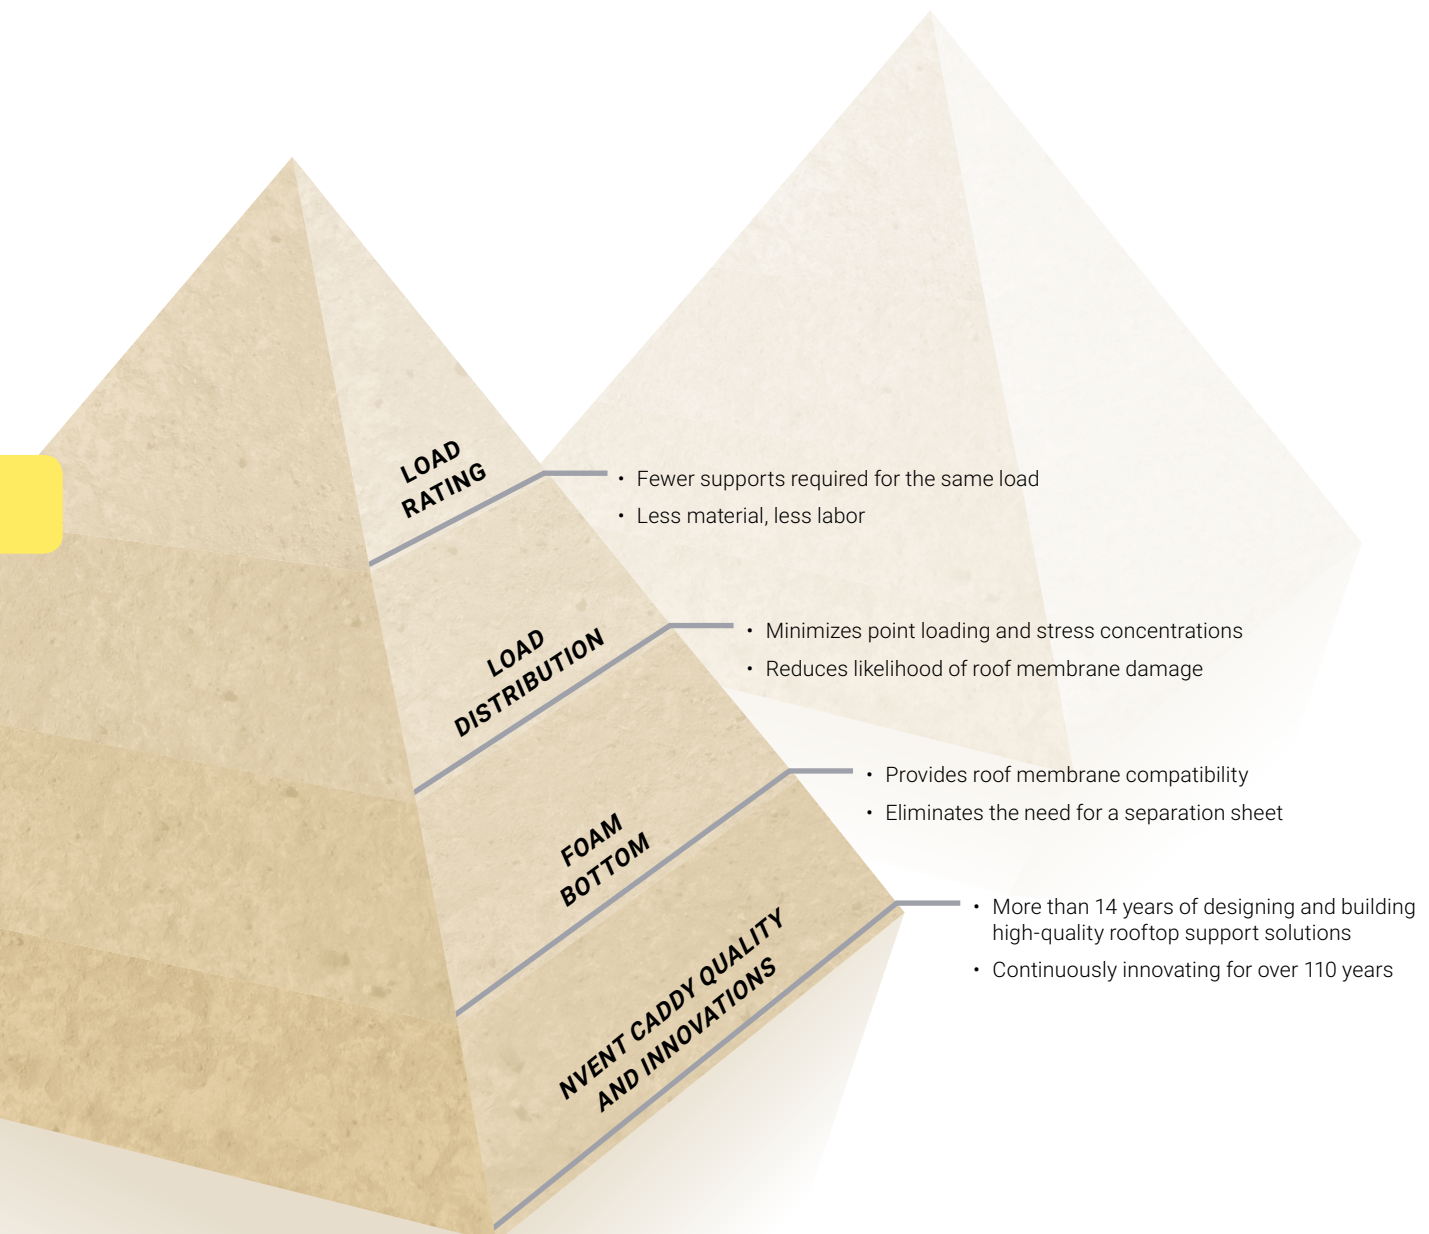 LOAD
RATING
• Fewer supports required for the same load
• Less material, less labor
LOAD
DISTRIBUTION
• Minimizes point loading and stress concentrations
• Reduces likelihood of roof membrane damage
FOAM
BOTTOM
• Provides roof membrane compatibility
• Eliminates the need for a separation sheet
NVENT CADDY QUALITY
AND INNOVATIONS
• More than 14 years of designing and building
high-quality rooftop support solutions
• Continuously innovating for over 110 years